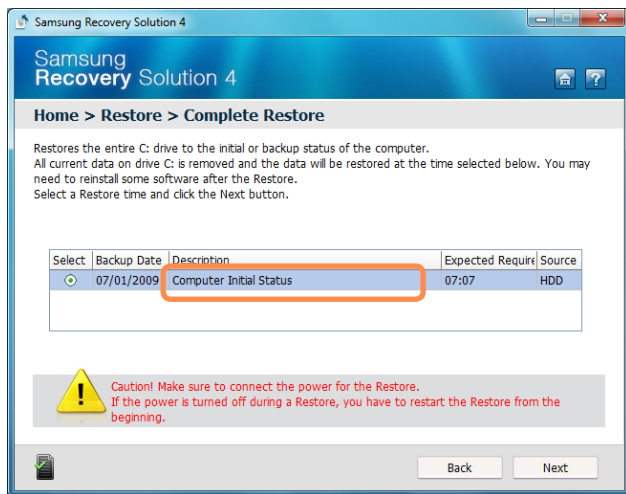 Samsung Recovery Solution 4
Samsung
Recovery Solution 4
Home > Restore > Complete Restore
Restores the entire C: drive to the initial or backup status of the computer.
All current data on drive C: is removed and the data will be restored at the time selected below. You may
need to reinstall some software after the Restore.
Select a Restore time and click the Next button.
Select Backup Date Description Expected Require Source
07/01/2009 Computer Initial Status 07:07 HDD
Caution! Make sure to connect the power for the Restore.
If the power is turned off during a Restore, you have to restart the Restore from the
beginning.
Back Next